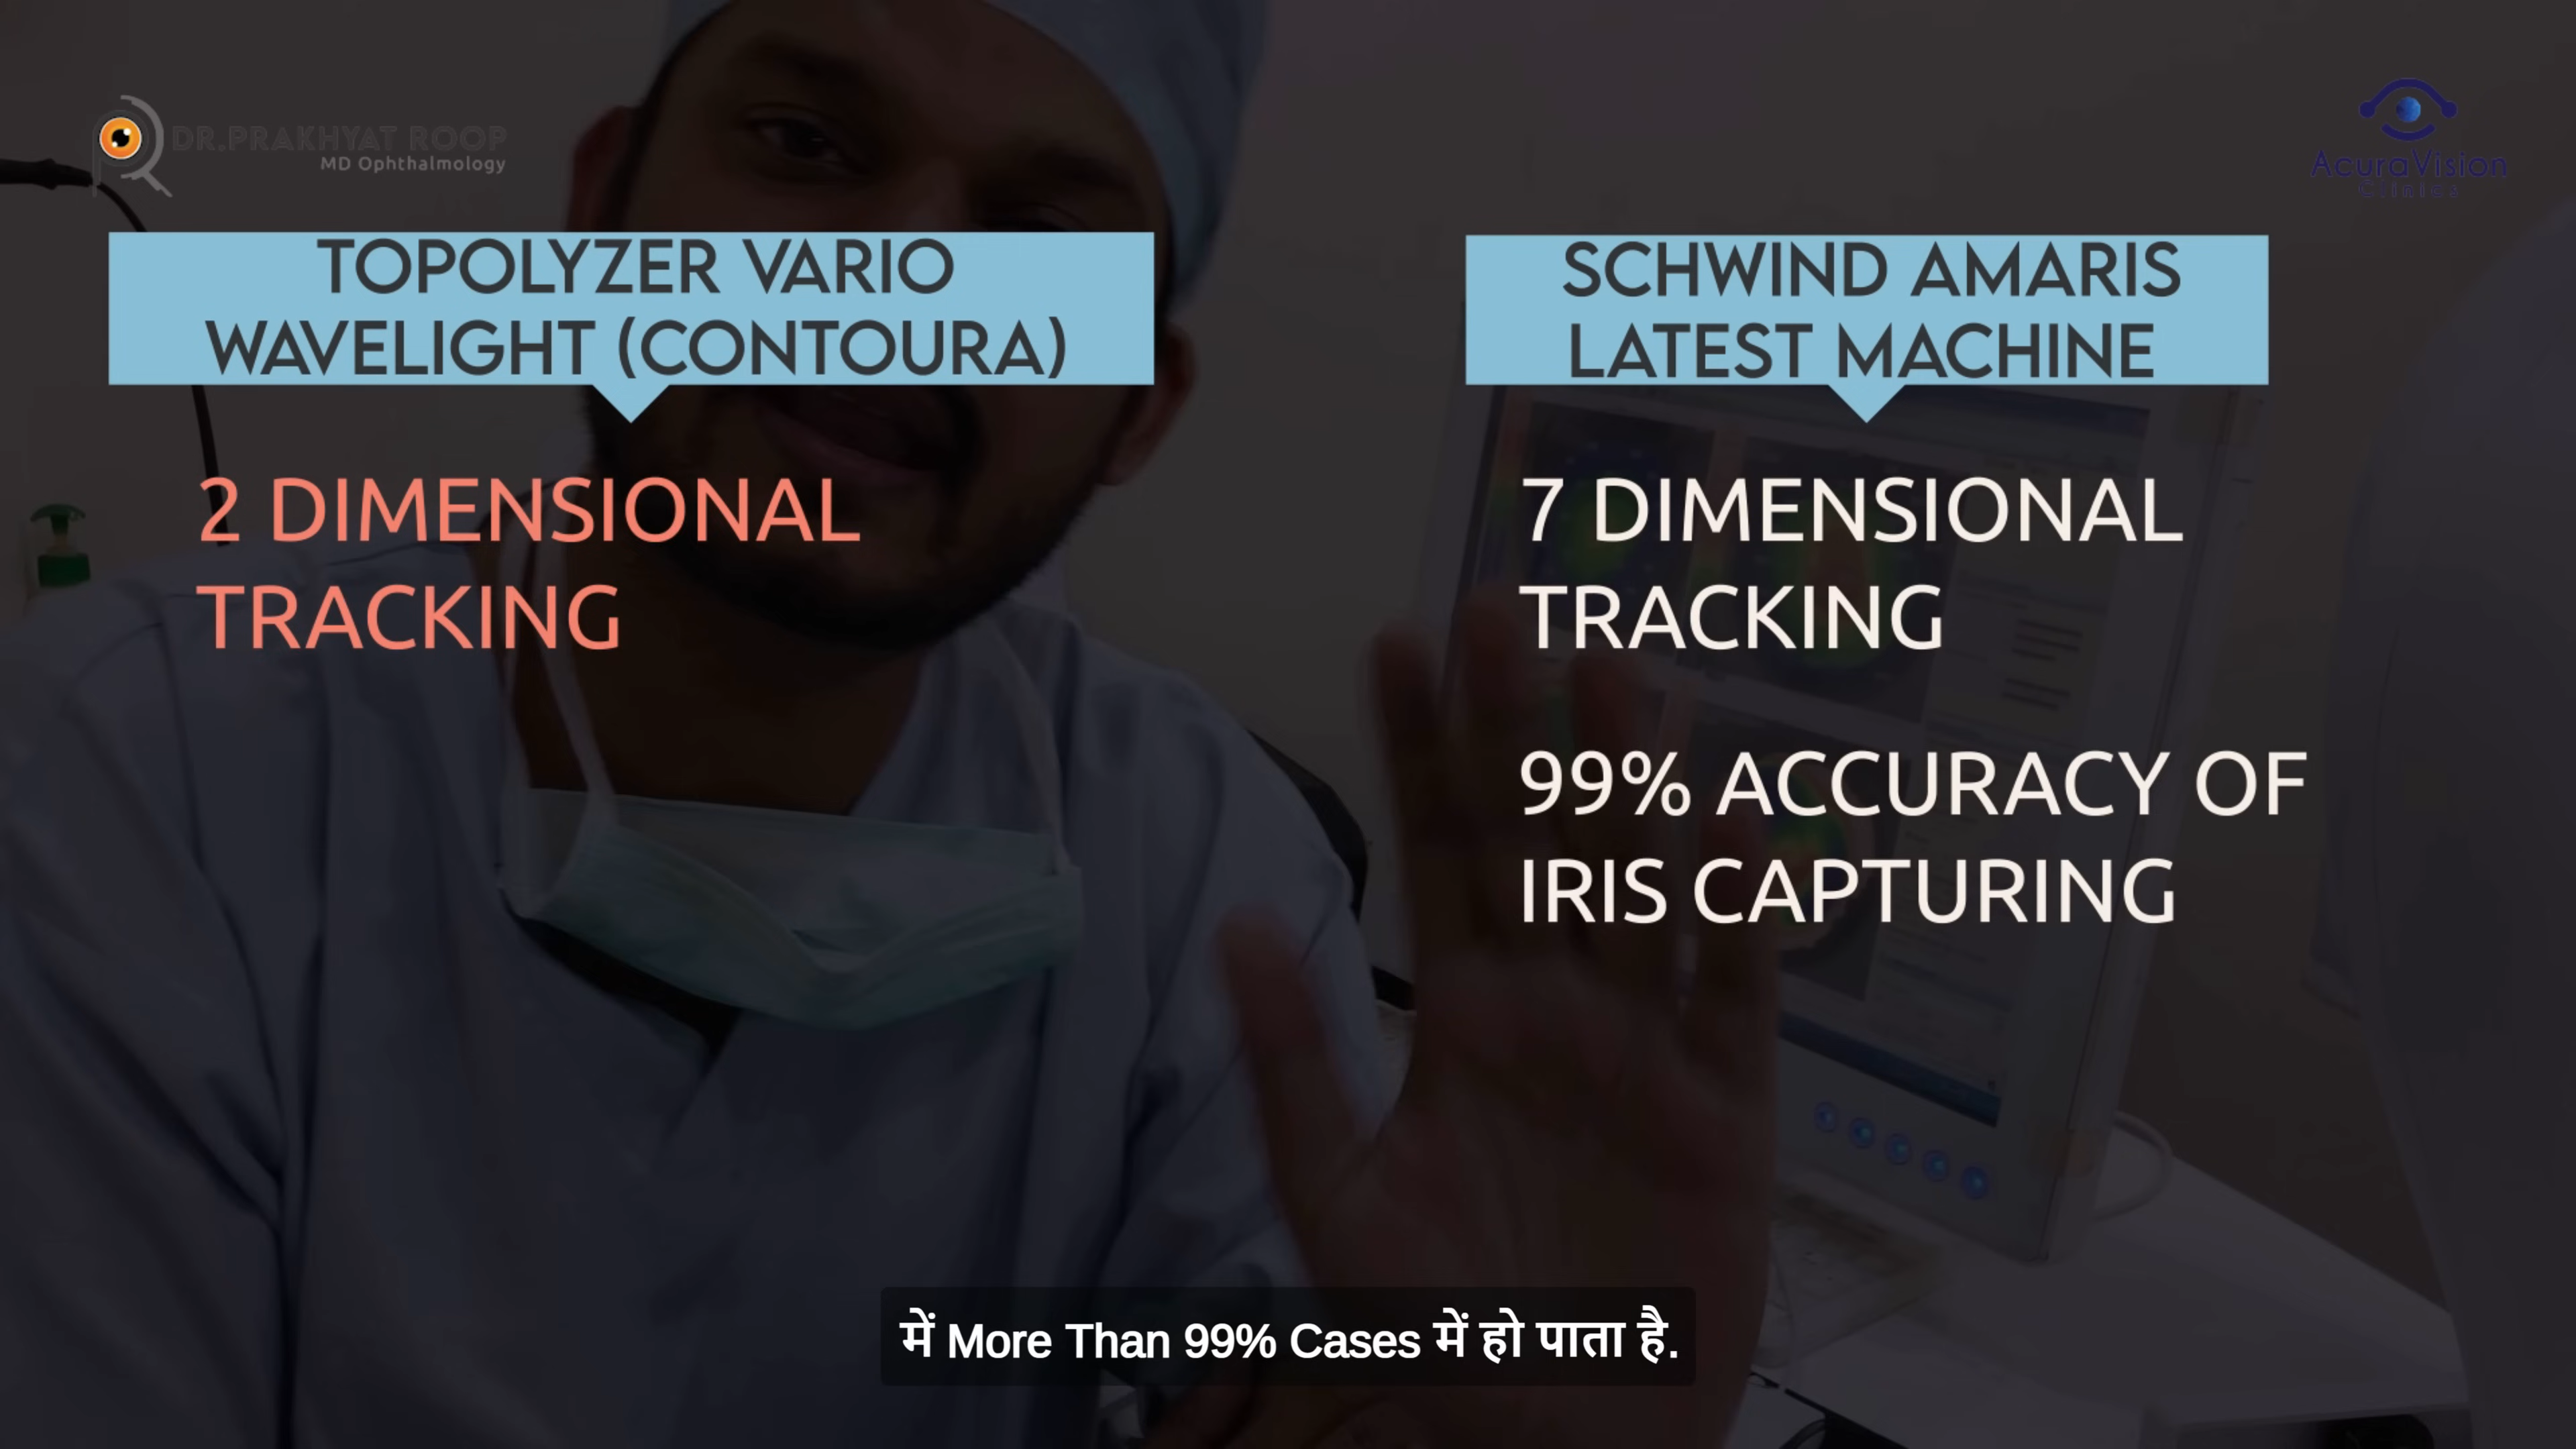 DR.PRAKHYAT ROOP
MD Ophthalmology
AcuraVision
Clinics
TOPOLYZER VARIO
WAVELIGHT (CONTOURA)
2 DIMENSIONAL
TRACKING
SCHWIND AMARIS
LATEST MACHINE
7 DIMENSIONAL
TRACKING
99% ACCURACY OF
IRIS CAPTURING
में More Than 99% Cases में हो पाता है.